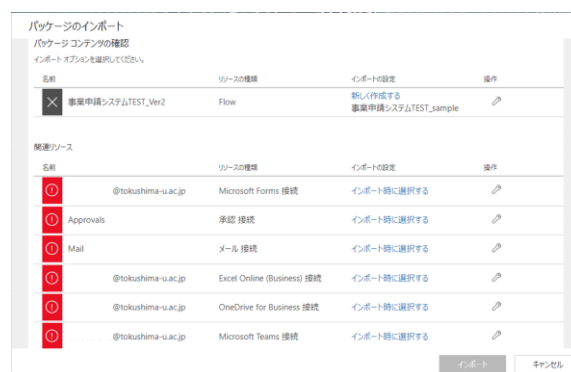 パッケージのインポート
パッケージ コンテンツの確認
インポート オプションを選択してください。
名前 リソースの種類 インポートの設定 操作
事業申請システムTEST_Ver2 Flow 新しく作成する
事業申請システムTEST_sample
関連リソース
名前 リソースの種類 インポートの設定 操作
@tokushima-u.ac.jp Microsoft Forms 接続 インポート時に選択する
Approvals 承認 接続 インポート時に選択する
Mail メール 接続 インポート時に選択する
@tokushima-u.ac.jp Excel Online (Business) 接続 インポート時に選択する
@tokushima-u.ac.jp OneDrive for Business 接続 インポート時に選択する
@tokushima-u.ac.jp Microsoft Teams 接続 インポート時に選択する
インポート キャンセル